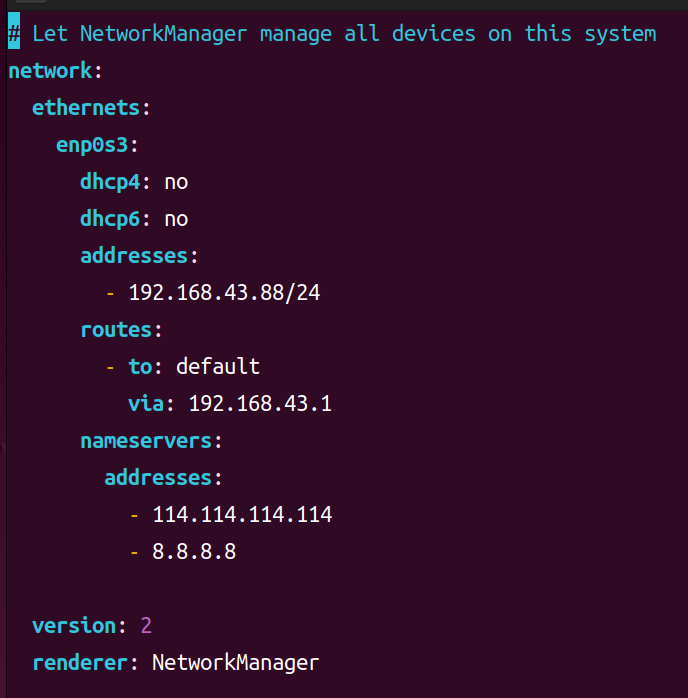 # Let NetworkManager manage all devices on this system
network:
  ethernets:
    enp0s3:
      dhcp4: no
      dhcp6: no
      addresses:
        - 192.168.43.88/24
      routes:
        - to: default
          via: 192.168.43.1
      nameservers:
        addresses:
          - 114.114.114.114
          - 8.8.8.8

  version: 2
  renderer: NetworkManager